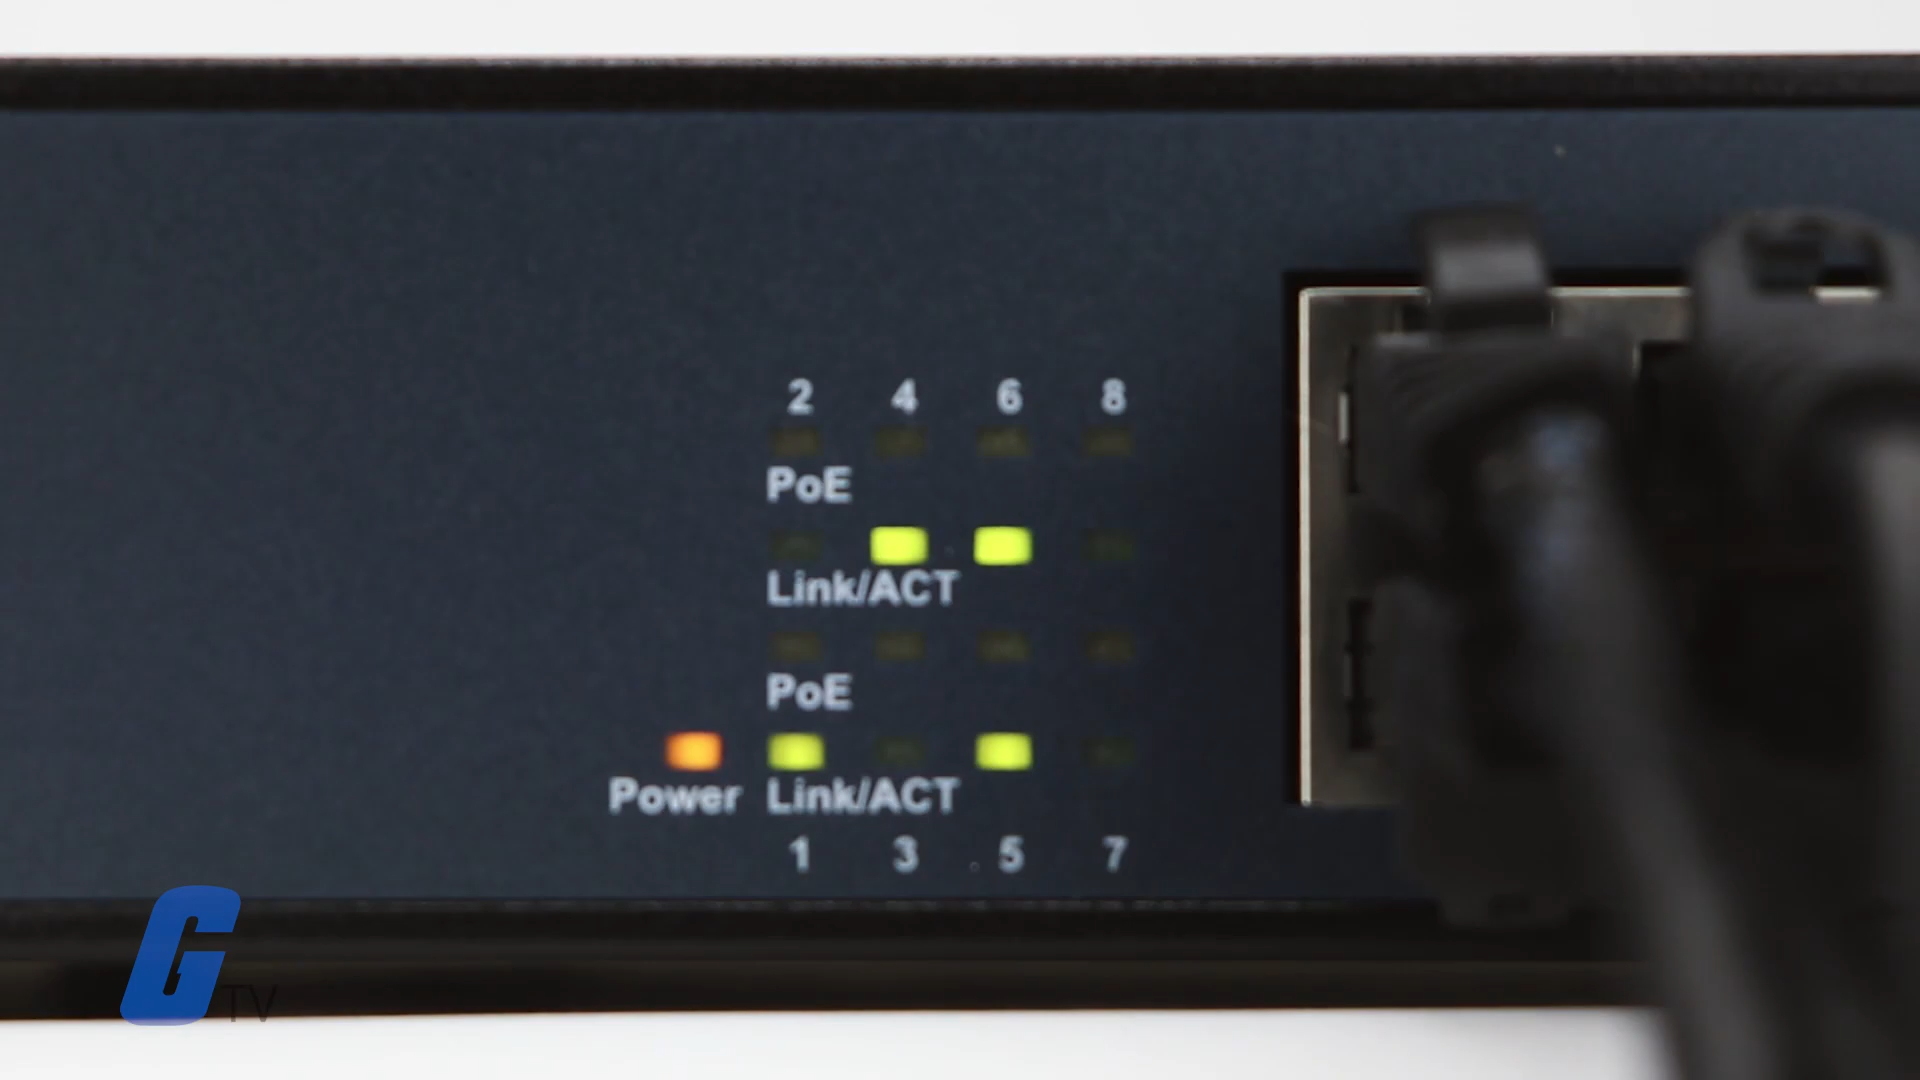 2 4 6 8
PoE
Link/ACT
PoE
Power Link/ACT
1 3 5 7
G TV